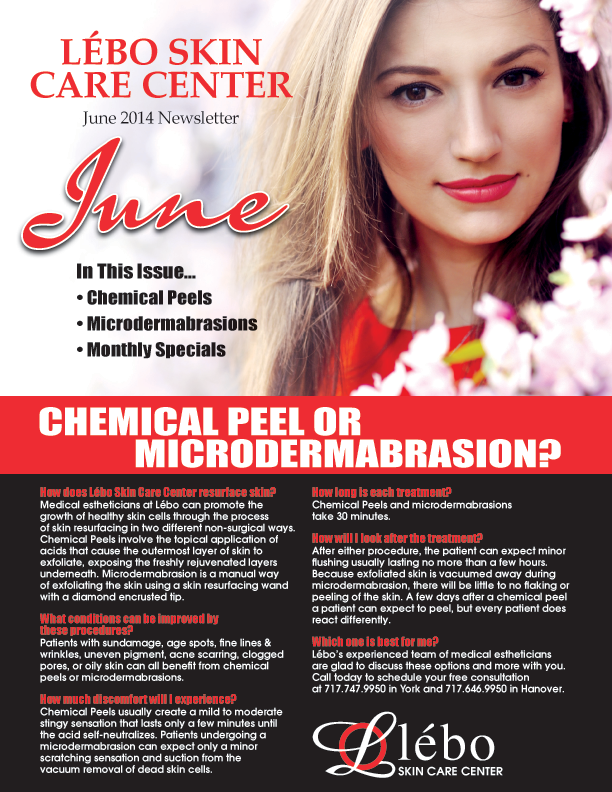 LÉBO SKIN
CARE CENTER
June 2014 Newsletter
June
In This Issue...
• Chemical Peels
• Microdermabrasions
• Monthly Specials
CHEMICAL PEEL OR
MICRODERMABRASION?
How does Lébo Skin Care Center resurface skin?
Medical estheticians at Lébo can promote the
growth of healthy skin cells through the process
of skin resurfacing in two different non-surgical ways.
Chemical Peels involve the topical application of
acids that cause the outermost layer of skin to
exfoliate, exposing the freshly rejuvenated layers
underneath. Microdermabrasion is a manual way
of exfoliating the skin using a skin resurfacing wand
with a diamond encrusted tip.
What conditions can be improved by
these procedures?
Patients with sundamage, age spots, fine lines &
wrinkles, uneven pigment, acne scarring, clogged
pores, or oily skin can all benefit from chemical
peels or microdermabrasions.
How much discomfort will I experience?
Chemical Peels usually create a mild to moderate
stingy sensation that lasts only a few minutes until
the acid self-neutralizes. Patients undergoing a
microdermabrasion can expect only a minor
scratching sensation and suction from the
vacuum removal of dead skin cells.
How long is each treatment?
Chemical Peels and microdermabrasions
take 30 minutes.
How will I look after the treatment?
After either procedure, the patient can expect minor
flushing usually lasting no more than a few hours.
Because exfoliated skin is vacuumed away during
microdermabrasion, there will be little to no flaking or
peeling of the skin. A few days after a chemical peel
a patient can expect to peel, but every patient does
react differently.
Which one is best for me?
Lébo's experienced team of medical estheticians
are glad to discuss these options and more with you.
Call today to schedule your free consultation
at 717.747.9950 in York and 717.646.9950 in Hanover.
lébo
SKIN CARE CENTER